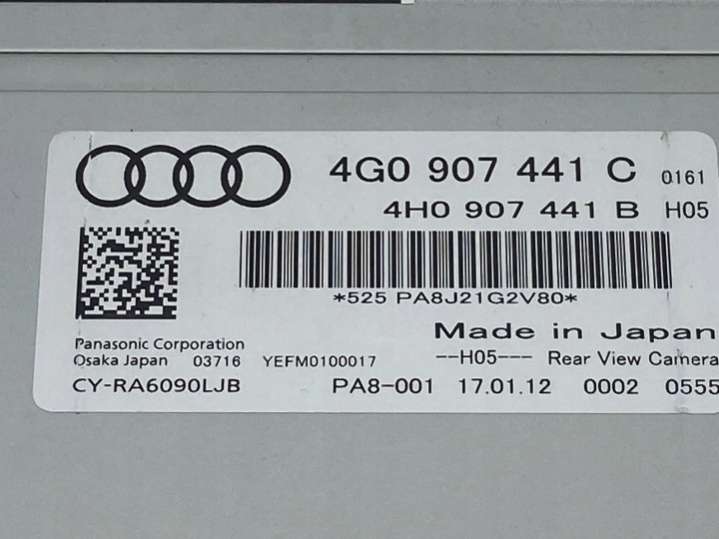 4G0 907 441 C 0161
4H0 907 441 B H05
*525 PA8J21G2V80*
Made in Japan
Panasonic Corporation
Osaka Japan 03716 YEFM0100017 --H05--- Rear View Camera
CY-RA6090LJB PA8-001 17.01.12 0002 0555